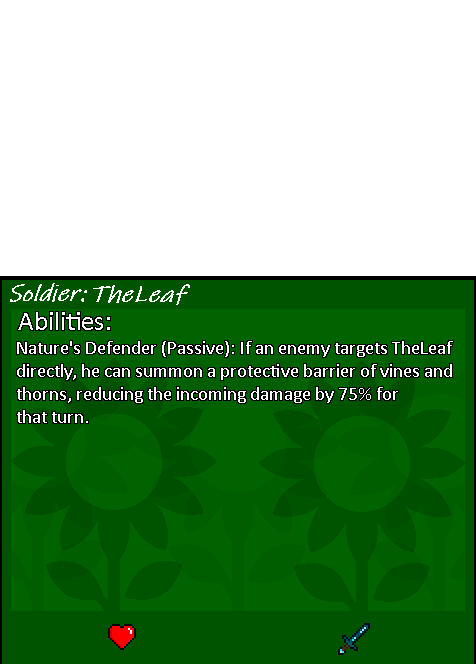 Soldier: TheLeaf
Abilities:
Nature's Defender (Passive): If an enemy targets TheLeaf
directly, he can summon a protective barrier of vines and
thorns, reducing the incoming damage by 75% for
that turn.